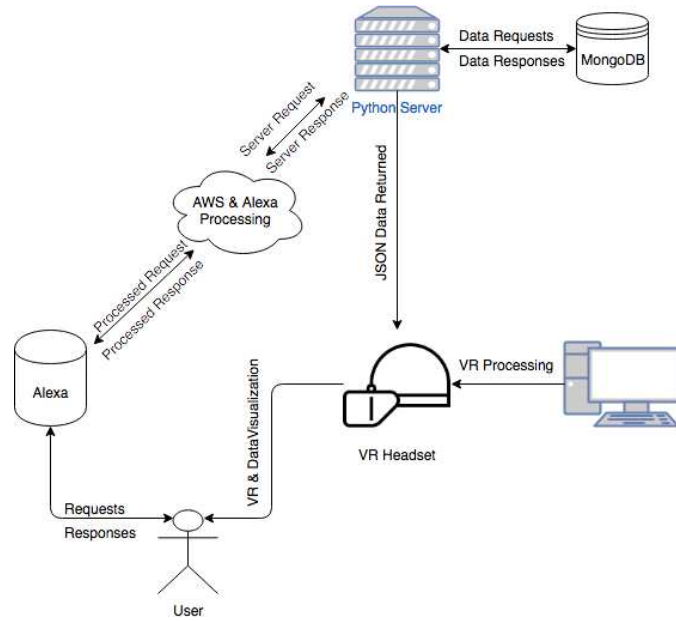 Data Requests
Data Responses
MongoDB
Python Server
Server Request
Server Response
AWS & Alexa
Processing
JSON Data Returned
Processed Request
Processed Response
Alexa
VR Processing
VR & DataVisualization
VR Headset
Requests
Responses
User